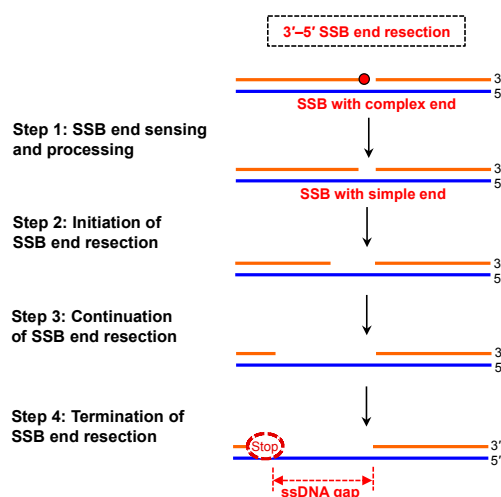 3′–5′ SSB end resection
3′
5′
SSB with complex end
Step 1: SSB end sensing
and processing
3′
5′
SSB with simple end
Step 2: Initiation of
SSB end resection
3′
5′
Step 3: Continuation
of SSB end resection
3′
5′
Step 4: Termination of
SSB end resection
Stop
3′
5′
ssDNA gap